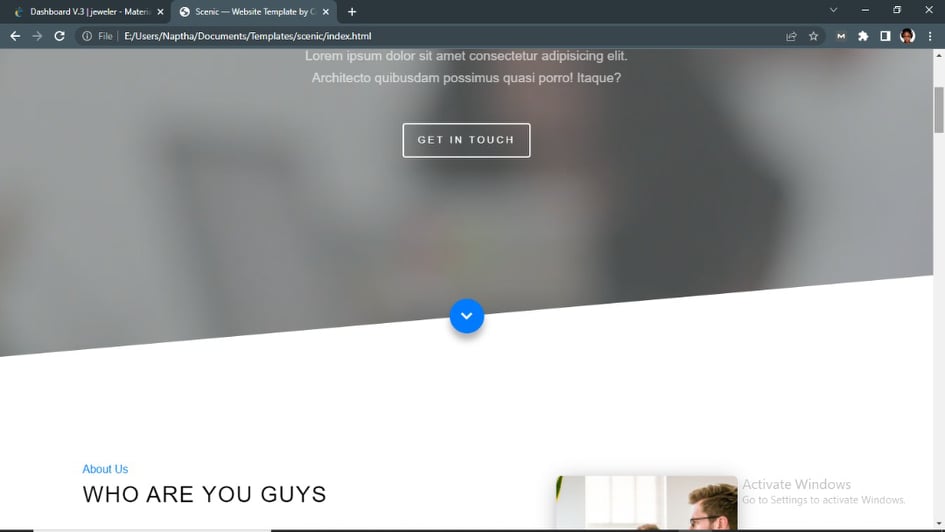 Dashboard V.3 | jeweler - Materia
Scenic — Website Template by C
File
E:/Users/Naptha/Documents/Templates/scenic/index.html
M
Lorem ipsum dolor sit amet consectetur adipisicing elit.
Architecto quibusdam possimus quasi porro! Itaque?
GET IN TOUCH
About Us
WHO ARE YOU GUYS
Activate Windows
Go to Settings to activate Windows.